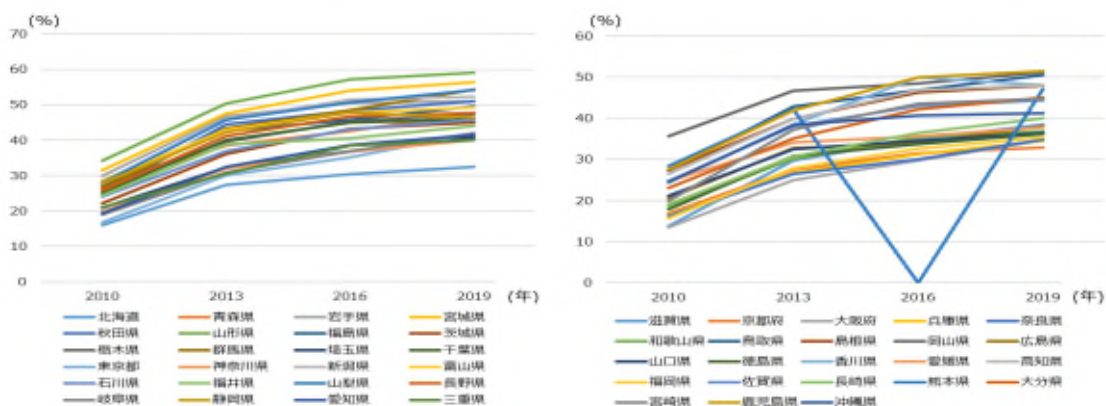 (%)
70
60
50
40
30
20
10
0
2010 2013 2016 2019 (年)
北海道 青森県 岩手県 宮城県
秋田県 山形県 福島県 茨城県
栃木県 群馬県 埼玉県 千葉県
東京都 神奈川県 新潟県 富山県
石川県 福井県 山梨県 長野県
岐阜県 静岡県 愛知県 三重県
(%)
60
50
40
30
20
10
0
2010 2013 2016 2019 (年)
滋賀県 京都府 大阪府 兵庫県 奈良県
和歌山県 鳥取県 島根県 岡山県 広島県
山口県 徳島県 香川県 愛媛県 高知県
福岡県 佐賀県 長崎県 熊本県 大分県
宮崎県 鹿児島県 沖縄県